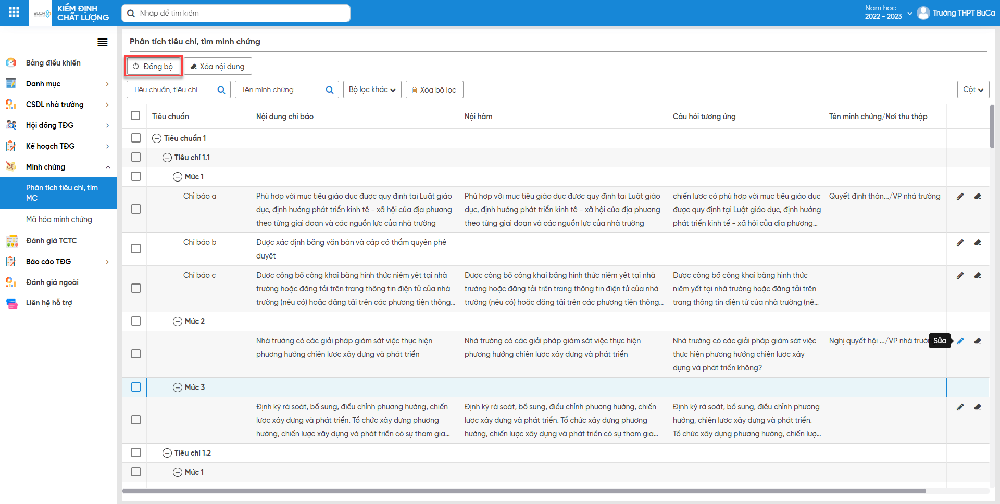 BUCA
KIỂM ĐỊNH
CHẤT LƯỢNG
Nhập để tìm kiếm
Năm học
2022 - 2023
Trường THPT BuCa
Bảng điều khiển
Danh mục
CSDL nhà trường
Hội đồng TĐG
Kế hoạch TĐG
Minh chứng
Phân tích tiêu chí, tìm
MC
Mã hóa minh chứng
Đánh giá TCTC
Báo cáo TĐG
Đánh giá ngoài
Liên hệ hỗ trợ
Phân tích tiêu chí, tìm minh chứng
Đồng bộ
Xóa nội dung
Tiêu chuẩn, tiêu chí
Tên minh chứng
Bộ lọc khác
Xóa bộ lọc
Cột
Tiêu chuẩn
Nội dung chỉ báo
Nội hàm
Câu hỏi tương ứng
Tên minh chứng/Nơi thu thập
Tiêu chuẩn 1
Tiêu chí 1.1
Mức 1
Chỉ báo a
Phù hợp với mục tiêu giáo dục được quy định tại Luật giáo
dục, định hướng phát triển kinh tế - xã hội của địa phương
theo từng giai đoạn và các nguồn lực của nhà trường
Phù hợp với mục tiêu giáo dục được quy định tại Luật giáo
dục, định hướng phát triển kinh tế - xã hội của địa phương
theo từng giai đoạn và các nguồn lực của nhà trường
chiến lược có phù hợp với mục tiêu giáo dục
được quy định tại Luật giáo dục, định hướng
phát triển kinh tế - xã hội của địa phương...
Quyết định thàn.../VP nhà trường
Chỉ báo b
Được xác định bằng văn bản và cấp có thẩm quyền phê
duyệt
Chỉ báo c
Được công bố công khai bằng hình thức niêm yết tại nhà
trường hoặc đăng tải trên trang thông tin điện tử của nhà
trường (nếu có) hoặc đăng tải trên các phương tiện thông...
Được công bố công khai bằng hình thức niêm yết tại nhà
trường hoặc đăng tải trên trang thông tin điện tử của nhà
trường (nếu có) hoặc đăng tải trên các phương tiện thông...
Được công bố công khai bằng hình thức
niêm yết tại nhà trường hoặc đăng tải trên
trang thông tin điện tử của nhà trường (nế...
Mức 2
Nhà trường có các giải pháp giám sát việc thực hiện
phương hướng chiến lược xây dựng và phát triển
Nhà trường có các giải pháp giám sát việc thực hiện
phương hướng chiến lược xây dựng và phát triển
Nhà trường có các giải pháp giám sát việc
thực hiện phương hướng chiến lược xây
dựng và phát triển không?
Nghị quyết hội .../VP nhà trườn
Sửa
Mức 3
Định kỳ rà soát, bổ sung, điều chỉnh phương hướng, chiến
lược xây dựng và phát triển. Tổ chức xây dựng phương
hướng, chiến lược xây dựng và phát triển có sự tham gia...
Định kỳ rà soát, bổ sung, điều chỉnh phương hướng, chiến
lược xây dựng và phát triển. Tổ chức xây dựng phương
hướng, chiến lược xây dựng và phát triển có sự tham gia...
Định kỳ rà soát, bổ sung, điều chỉnh phương
hướng, chiến lược xây dựng và phát triển.
Tổ chức xây dựng phương hướng, chiến lượ...
Tiêu chí 1.2
Mức 1